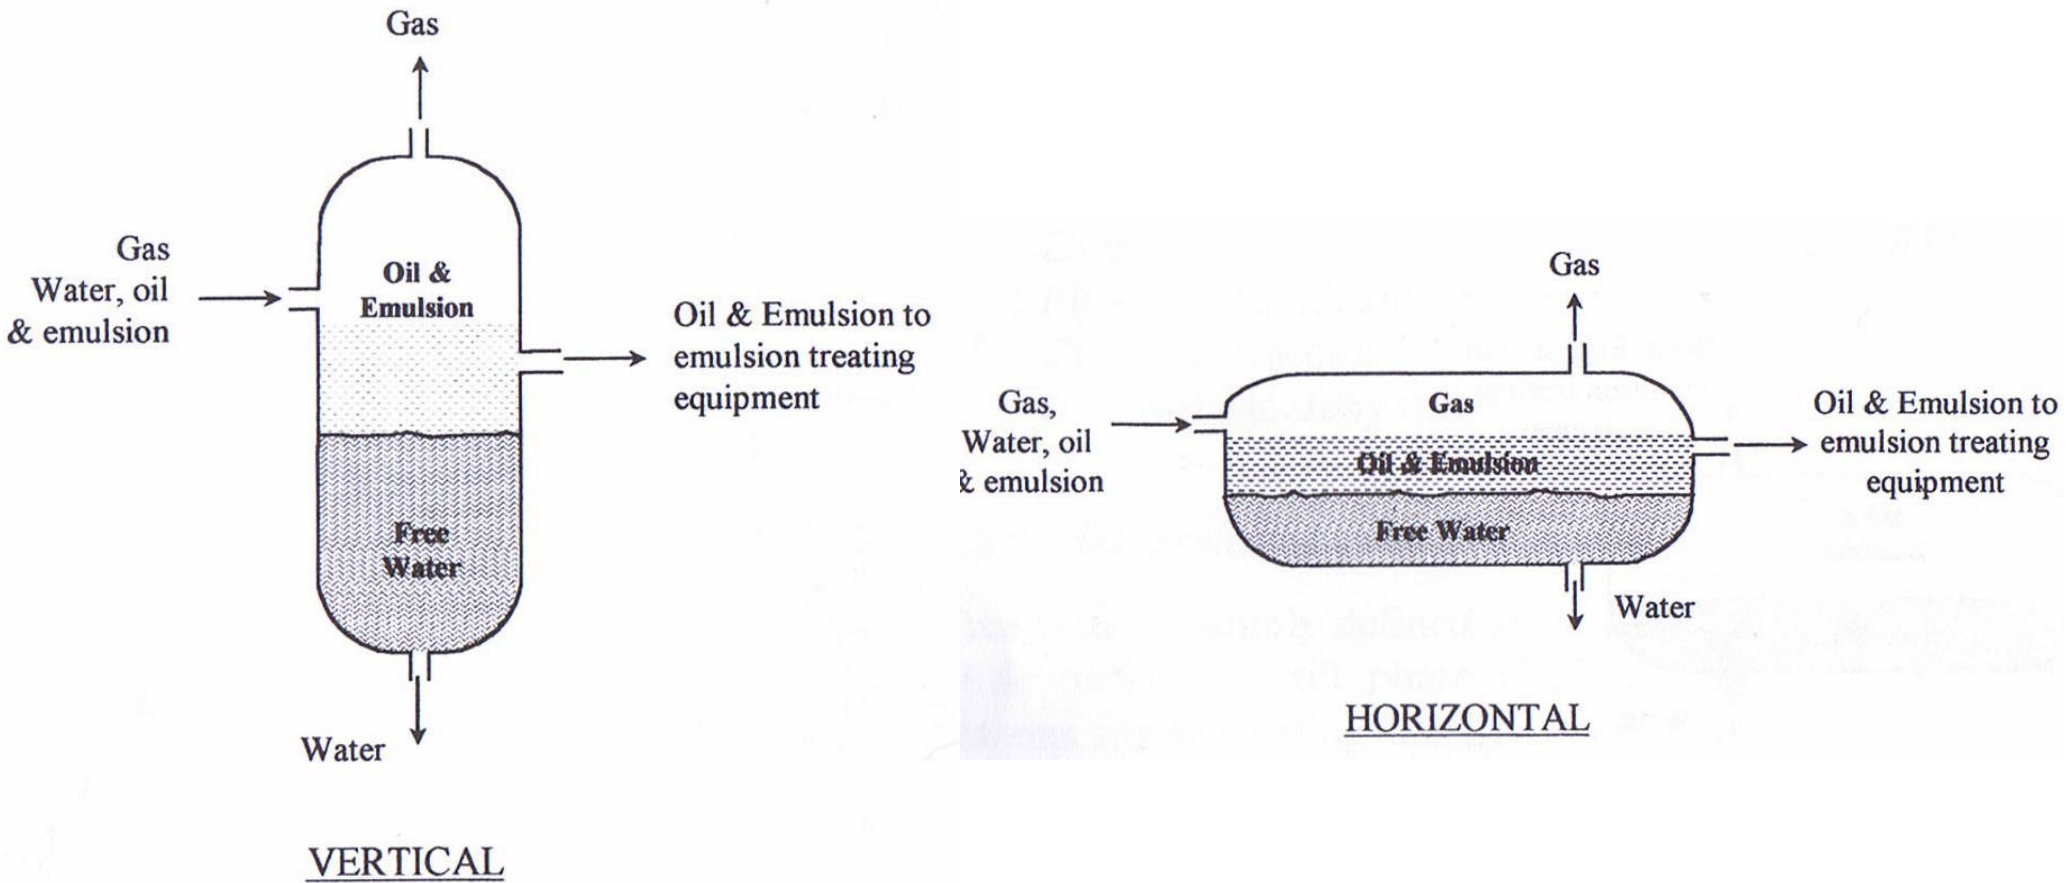 Gas
Gas
Water, oil
& emulsion
Oil &
Emulsion
Oil & Emulsion to
emulsion treating
equipment
Free
Water
Water
VERTICAL
Gas
Gas,
Water, oil
& emulsion
Gas
Oil & Emulsion
Free Water
Oil & Emulsion to
emulsion treating
equipment
Water
HORIZONTAL